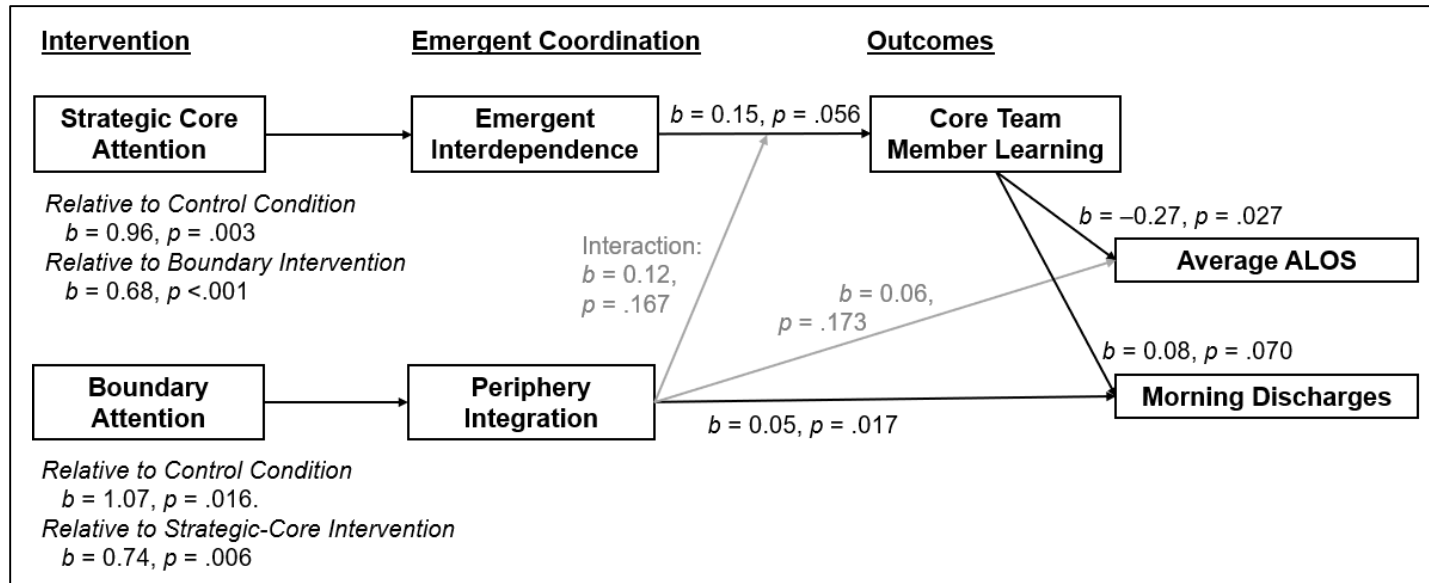 Intervention
Emergent Coordination
Outcomes
Strategic Core
Attention
Emergent
Interdependence
b = 0.15, p = .056
Core Team
Member Learning
Relative to Control Condition
b = 0.96, p = .003
Relative to Boundary Intervention
b = 0.68, p <.001
Interaction:
b = 0.12,
p = .167
b = –0.27, p = .027
Average ALOS
b = 0.06,
p = .173
b = 0.08, p = .070
Boundary
Attention
Periphery
Integration
Morning Discharges
b = 0.05, p = .017
Relative to Control Condition
b = 1.07, p = .016.
Relative to Strategic-Core Intervention
b = 0.74, p = .006